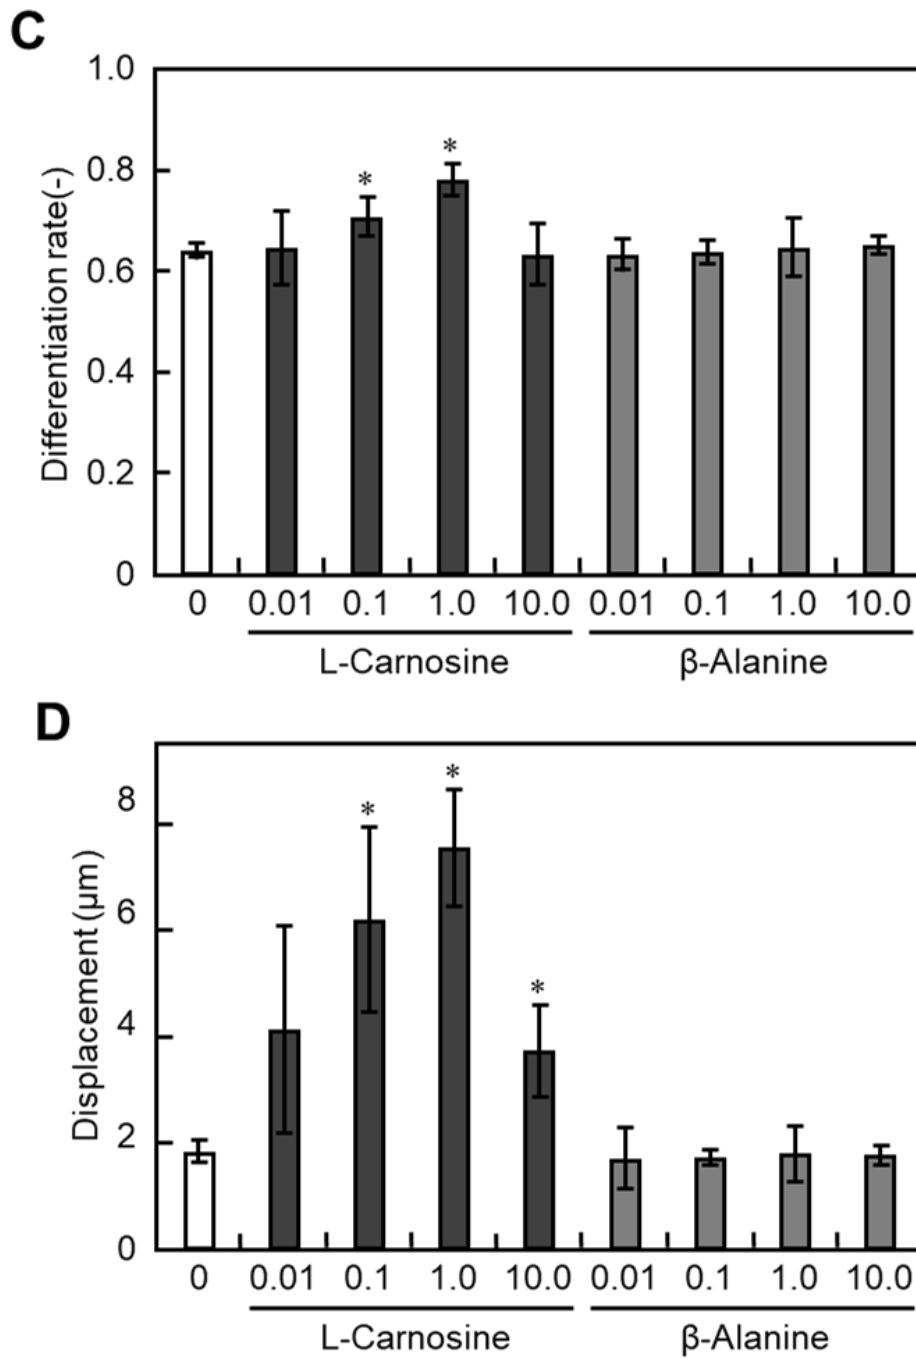 C
1.0
0.8
0.6
0.4
0.2
0
Differentiation rate(-)
*
*
0 0.01 0.1 1.0 10.0 0.01 0.1 1.0 10.0
L-Carnosine β-Alanine
D
8
6
4
2
0
Displacement (μm)
*
*
*
0 0.01 0.1 1.0 10.0 0.01 0.1 1.0 10.0
L-Carnosine β-Alanine